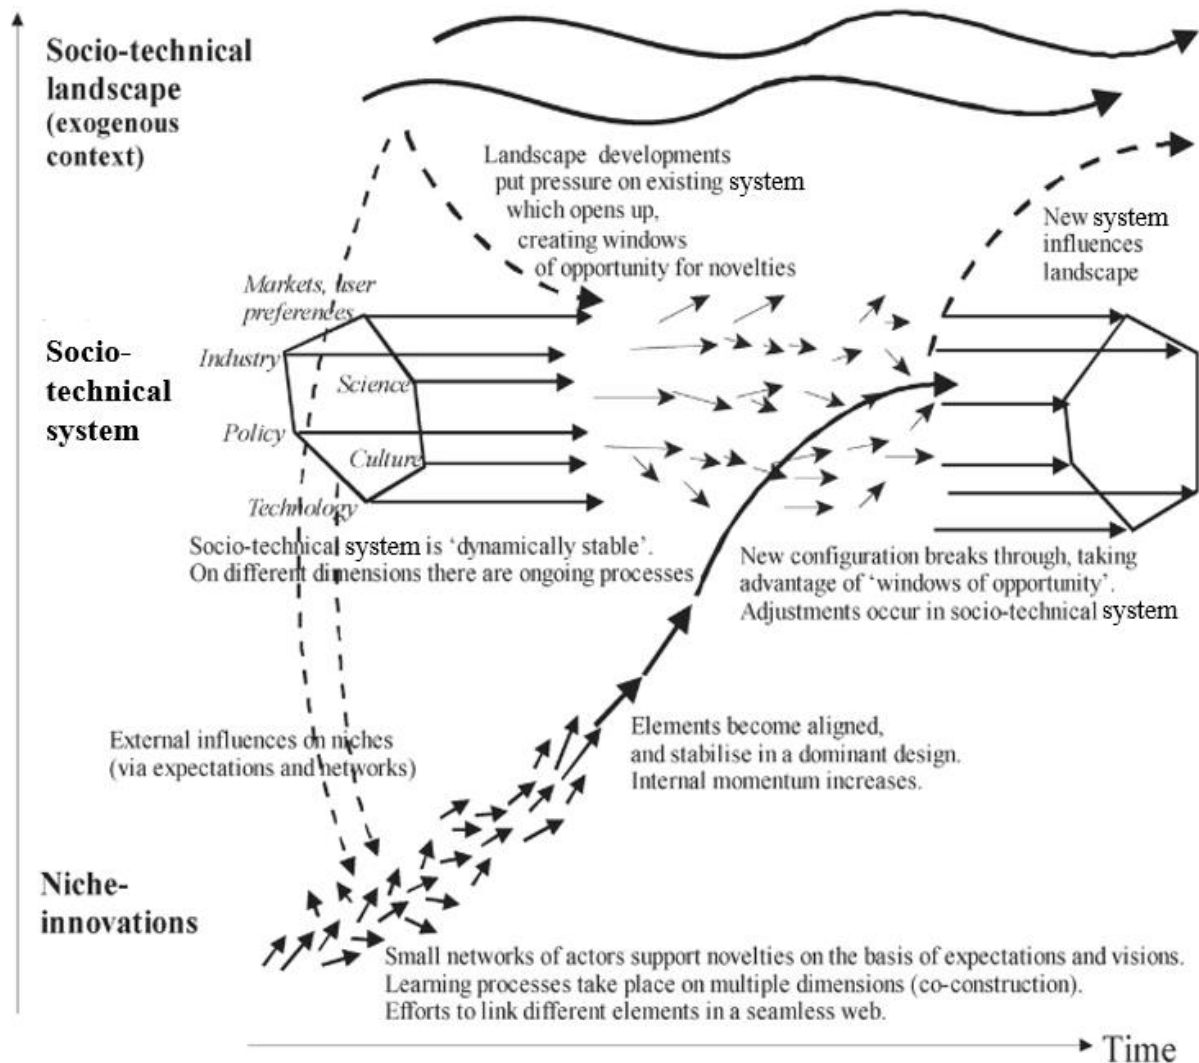 Socio-technical
landscape
(exogenous
context)
Landscape developments
put pressure on existing system
which opens up,
creating windows
of opportunity for novelties
New system
influences
landscape
Markets, user
preferences
Socio-
technical
system
Industry
Science
Policy
Culture
Technology
Socio-technical system is ‘dynamically stable’.
On different dimensions there are ongoing processes
New configuration breaks through, taking
advantage of ‘windows of opportunity’.
Adjustments occur in socio-technical system
External influences on niches
(via expectations and networks)
Elements become aligned,
and stabilise in a dominant design.
Internal momentum increases.
Niche-
innovations
Small networks of actors support novelties on the basis of expectations and visions.
Learning processes take place on multiple dimensions (co-construction).
Efforts to link different elements in a seamless web.
Time